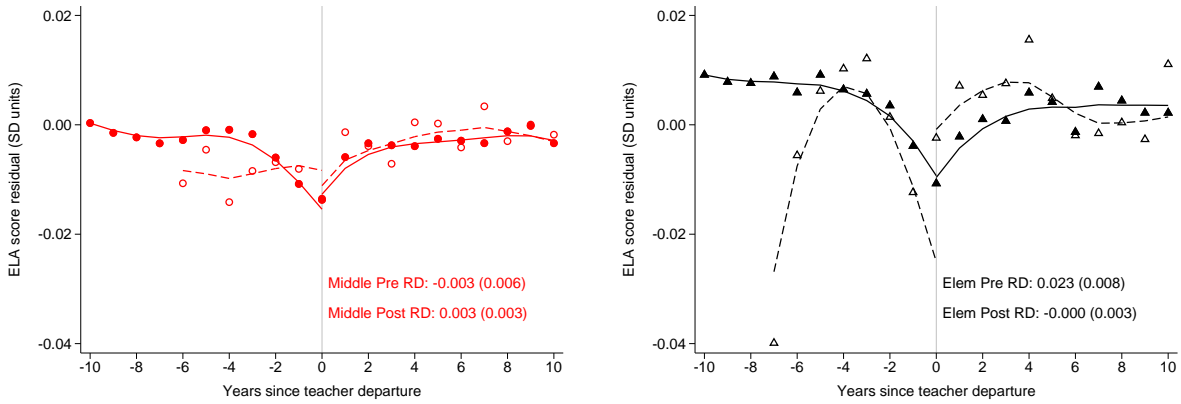 0.02
0.00
-0.02
-0.04
ELA score residual (SD units)
Middle Pre RD: -0.003 (0.006)
Middle Post RD: 0.003 (0.003)
-10 -8 -6 -4 -2 0 2 4 6 8 10
Years since teacher departure
0.02
0.00
-0.02
-0.04
ELA score residual (SD units)
Elem Pre RD: 0.023 (0.008)
Elem Post RD: -0.000 (0.003)
-10 -8 -6 -4 -2 0 2 4 6 8 10
Years since teacher departure